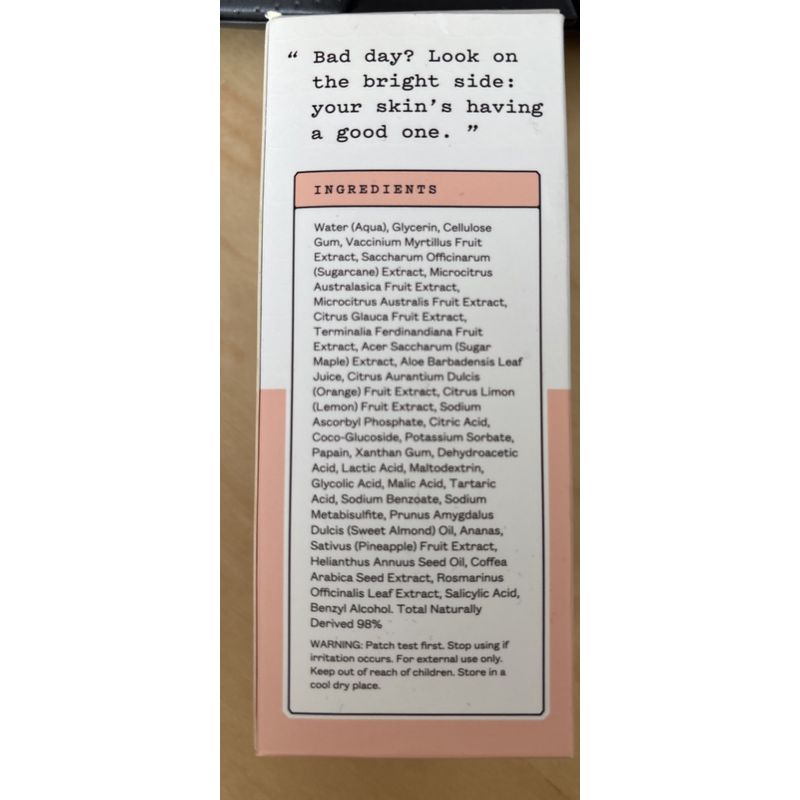 “ Bad day? Look on
the bright side:
your skin’s having
a good one. ”
INGREDIENTS
Water (Aqua), Glycerin, Cellulose
Gum, Vaccinium Myrtillus Fruit
Extract, Saccharum Officinarum
(Sugarcane) Extract, Microcitrus
Australasica Fruit Extract,
Microcitrus Australis Fruit Extract,
Citrus Glauca Fruit Extract,
Terminalia Ferdinandiana Fruit
Extract, Acer Saccharum (Sugar
Maple) Extract, Aloe Barbadensis Leaf
Juice, Citrus Aurantium Dulcis
(Orange) Fruit Extract, Citrus Limon
(Lemon) Fruit Extract, Sodium
Ascorbyl Phosphate, Citric Acid,
Coco-Glucoside, Potassium Sorbate,
Papain, Xanthan Gum, Dehydroacetic
Acid, Lactic Acid, Maltodextrin,
Glycolic Acid, Malic Acid, Tartaric
Acid, Sodium Benzoate, Sodium
Metabisulfite, Prunus Amygdalus
Dulcis (Sweet Almond) Oil, Ananas,
Sativus (Pineapple) Fruit Extract,
Helianthus Annuus Seed Oil, Coffea
Arabica Seed Extract, Rosmarinus
Officinalis Leaf Extract, Salicylic Acid,
Benzyl Alcohol. Total Naturally
Derived 98%
WARNING: Patch test first. Stop using if
irritation occurs. For external use only.
Keep out of reach of children. Store in a
cool dry place.